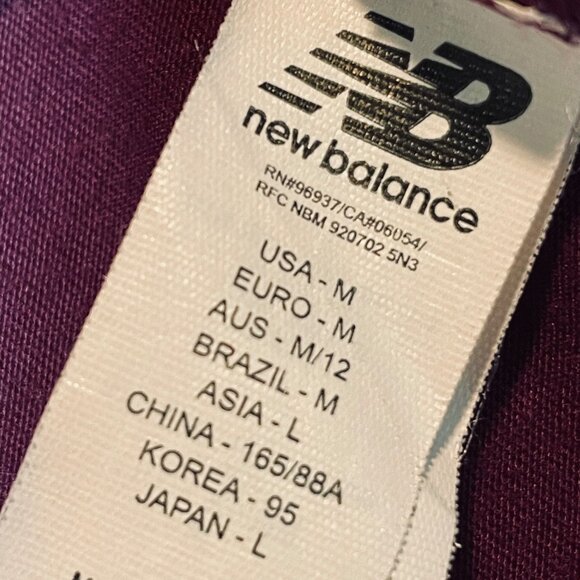 NB
new balance
RN#96937/CA#06054/
RFC NBM 920702 5N3
USA - M
EURO - M
AUS - M/12
BRAZIL - M
ASIA - L
CHINA - 165/88A
KOREA - 95
JAPAN - L